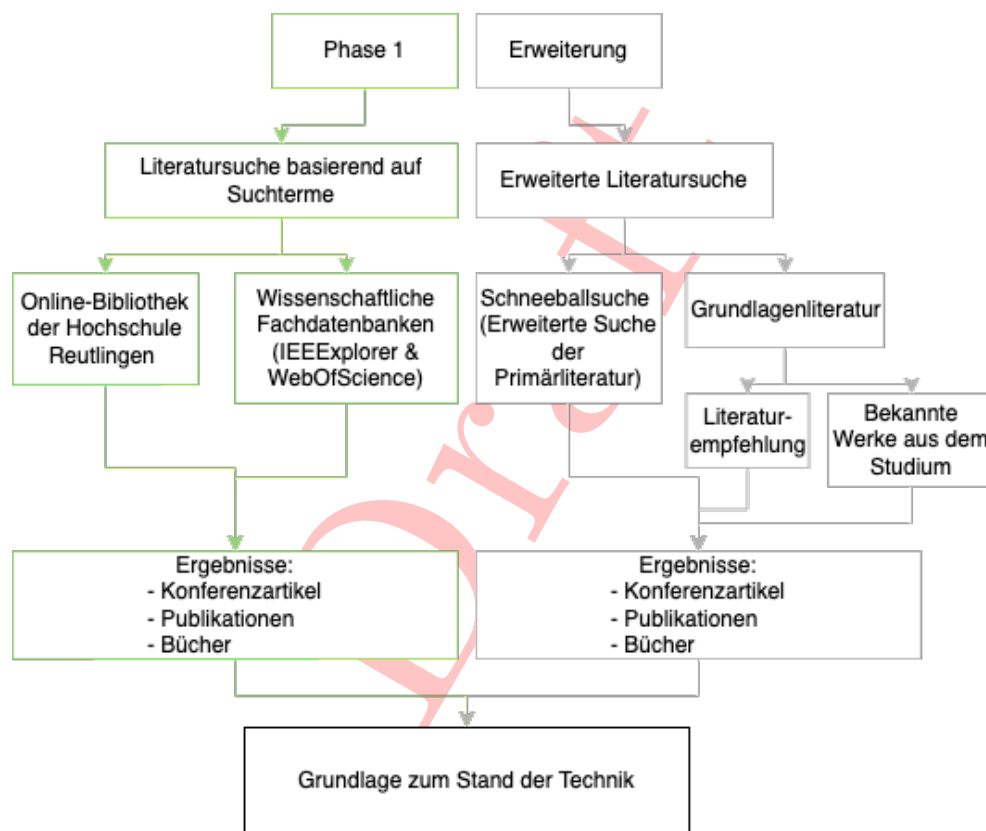 Phase 1
Erweiterung
Literatursuche basierend auf
Suchterme
Erweiterte Literatursuche
Online-Bibliothek
der Hochschule
Reutlingen
Wissenschaftliche
Fachdatenbanken
(IEEExplorer &
WebOfScience)
Schneeballsuche
(Erweiterte Suche
der
Primärliteratur)
Grundlagenliteratur
Literatur-
empfehlung
Bekannte
Werke aus dem
Studium
Ergebnisse:
- Konferenzartikel
- Publikationen
- Bücher
Ergebnisse:
- Konferenzartikel
- Publikationen
- Bücher
Grundlage zum Stand der Technik
Draft